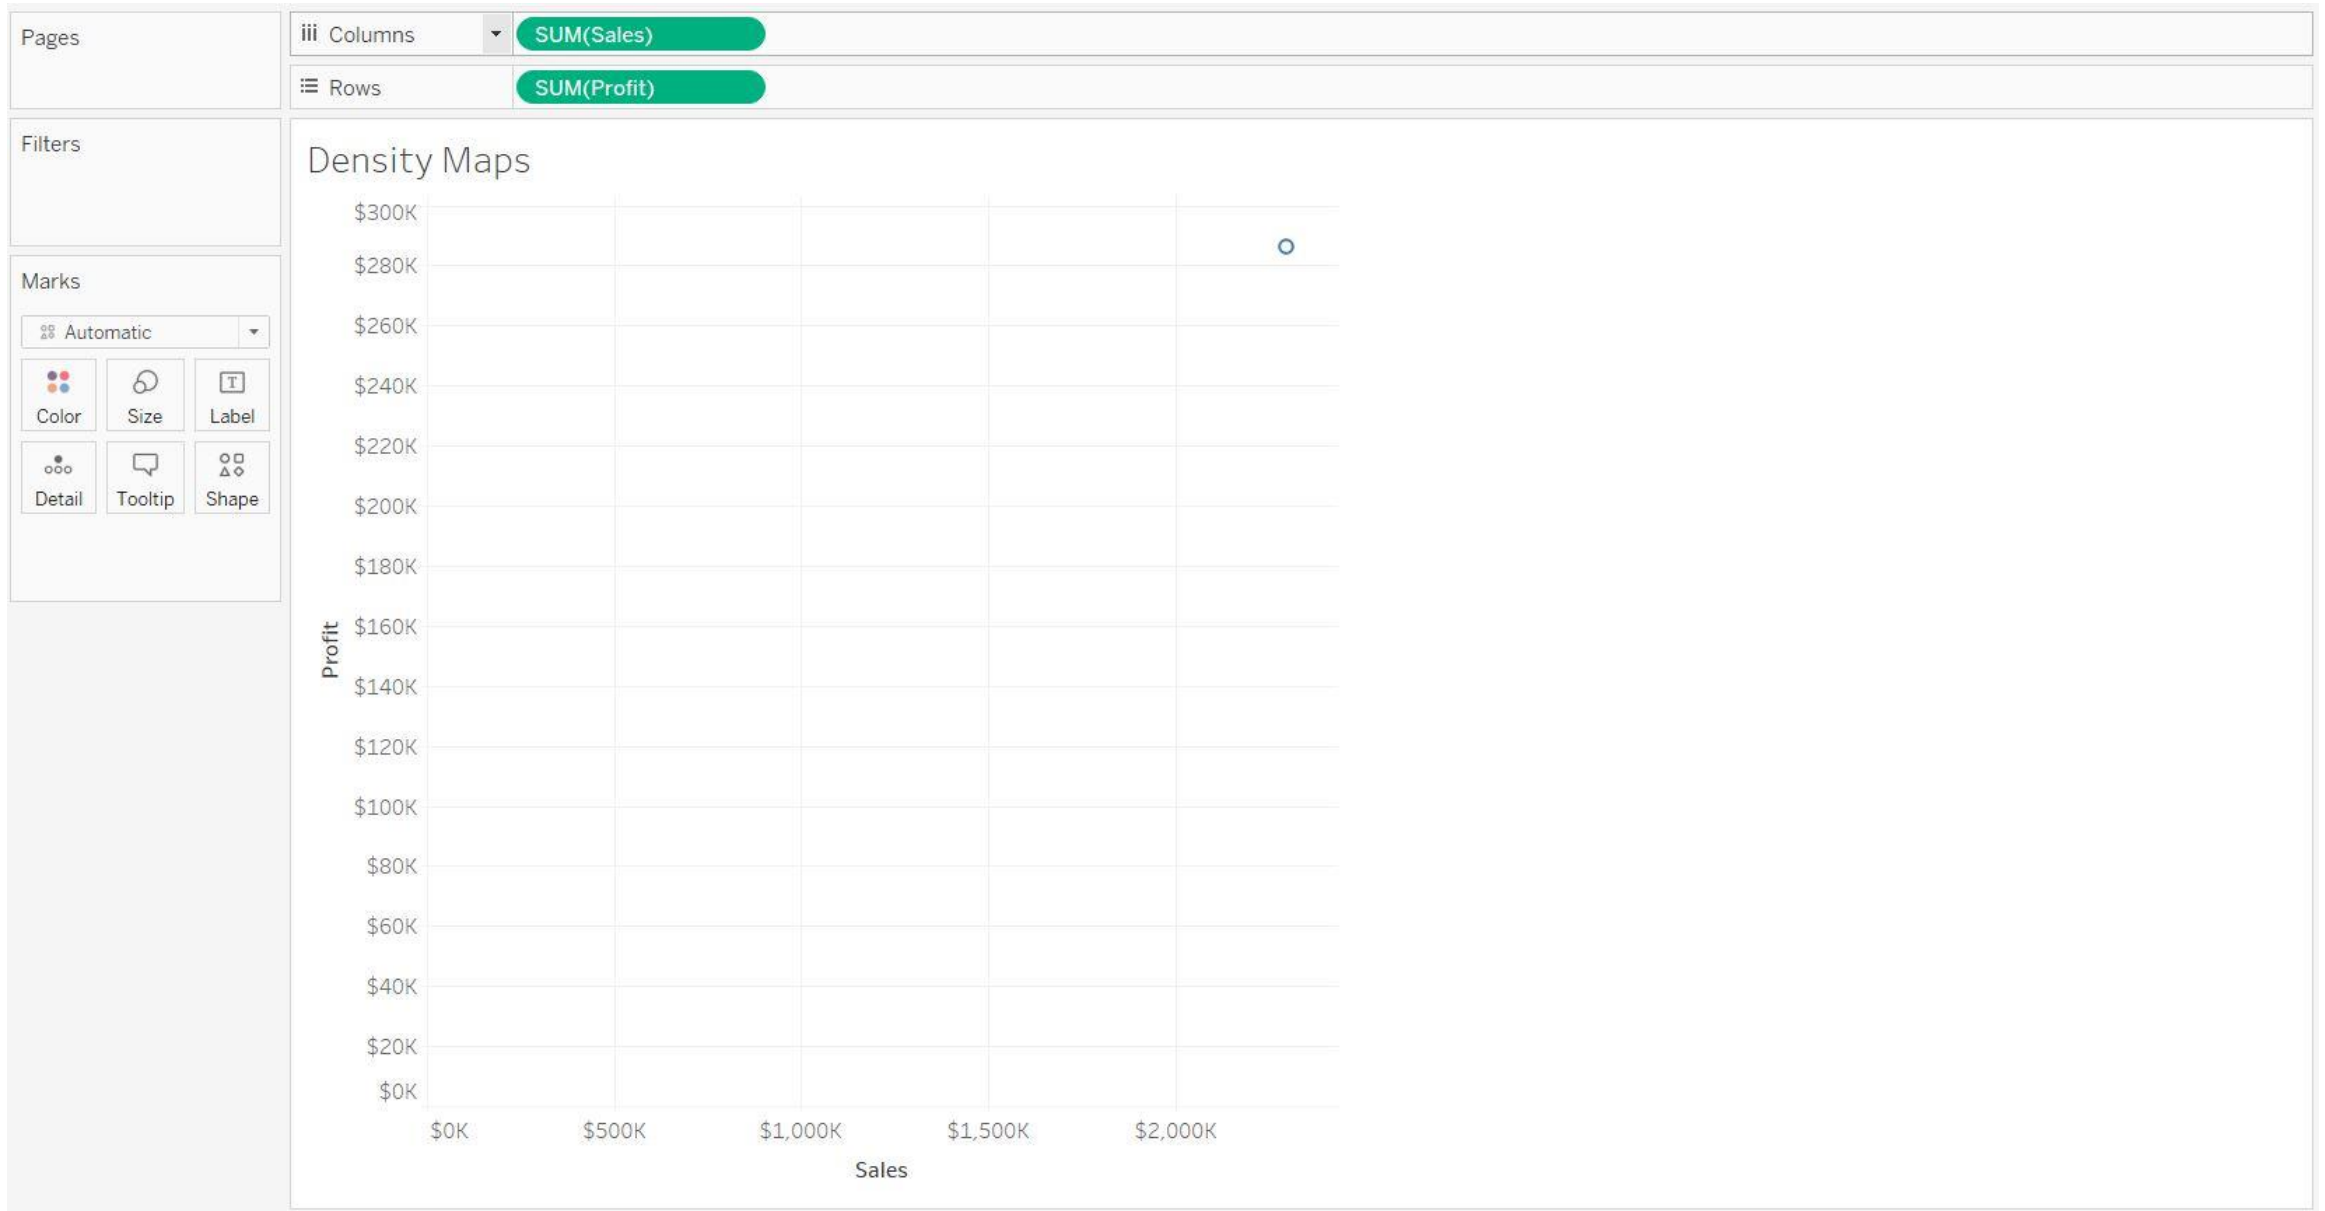 Pages
Columns
SUM(Sales)
Rows
SUM(Profit)
Filters
Marks
Automatic
Color
Size
T
Label
Detail
Tooltip
Shape
Density Maps
$300K
$280K
$260K
$240K
$220K
$200K
$180K
$160K
$140K
$120K
$100K
$80K
$60K
$40K
$20K
$0K
Profit
$0K
$500K
$1,000K
$1,500K
$2,000K
Sales